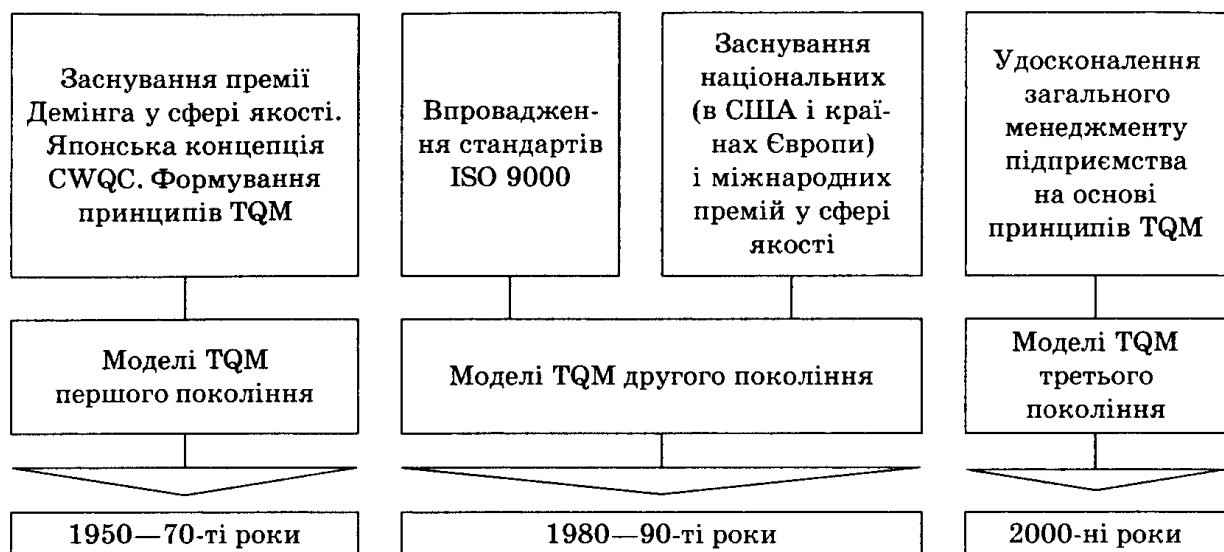 Заснування премії
Демінга у сфері якості.
Японська концепція
CWQC. Формування
принципів TQM
Впроваджен-
ня стандартів
ISO 9000
Заснування
національних
(в США і краї-
нах Європи)
і міжнародних
премій у сфері
якості
Удосконалення
загального
менеджменту
підприємства
на основі
принципів TQM
Моделі TQM
першого покоління
Моделі TQM другого покоління
Моделі TQM
третього
покоління
1950—70-ті роки
1980—90-ті роки
2000-ні роки